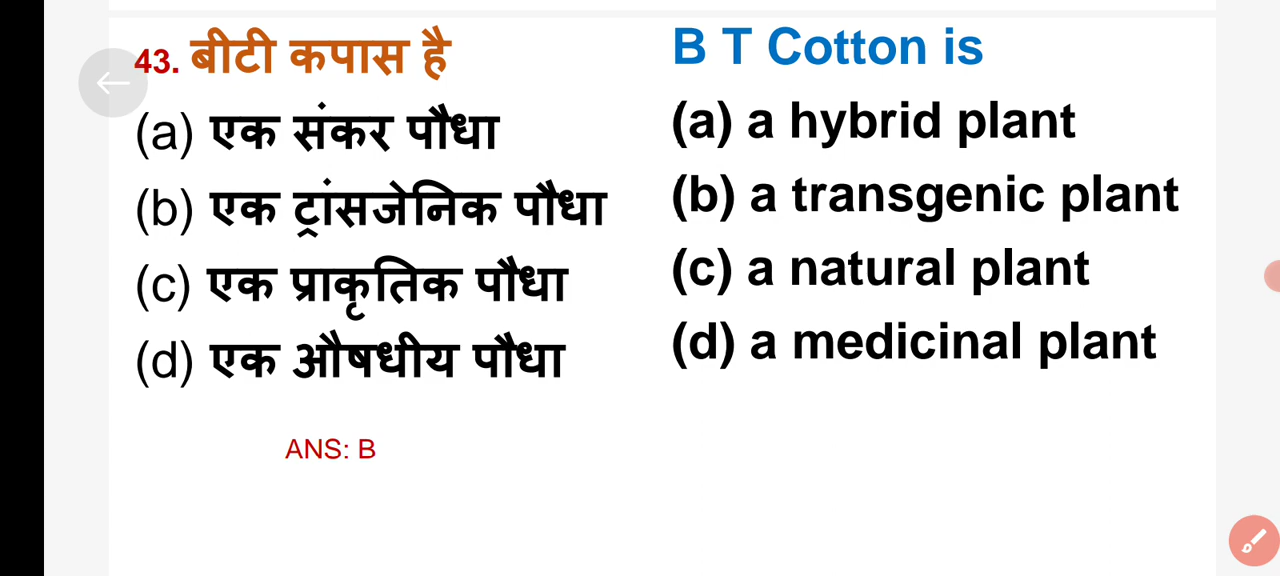 43. बीटी कपास है
(a) एक संकर पौधा
(b) एक ट्रांसजेनिक पौधा
(c) एक प्राकृतिक पौधा
(d) एक औषधीय पौधा
ANS: B
B T Cotton is
(a) a hybrid plant
(b) a transgenic plant
(c) a natural plant
(d) a medicinal plant